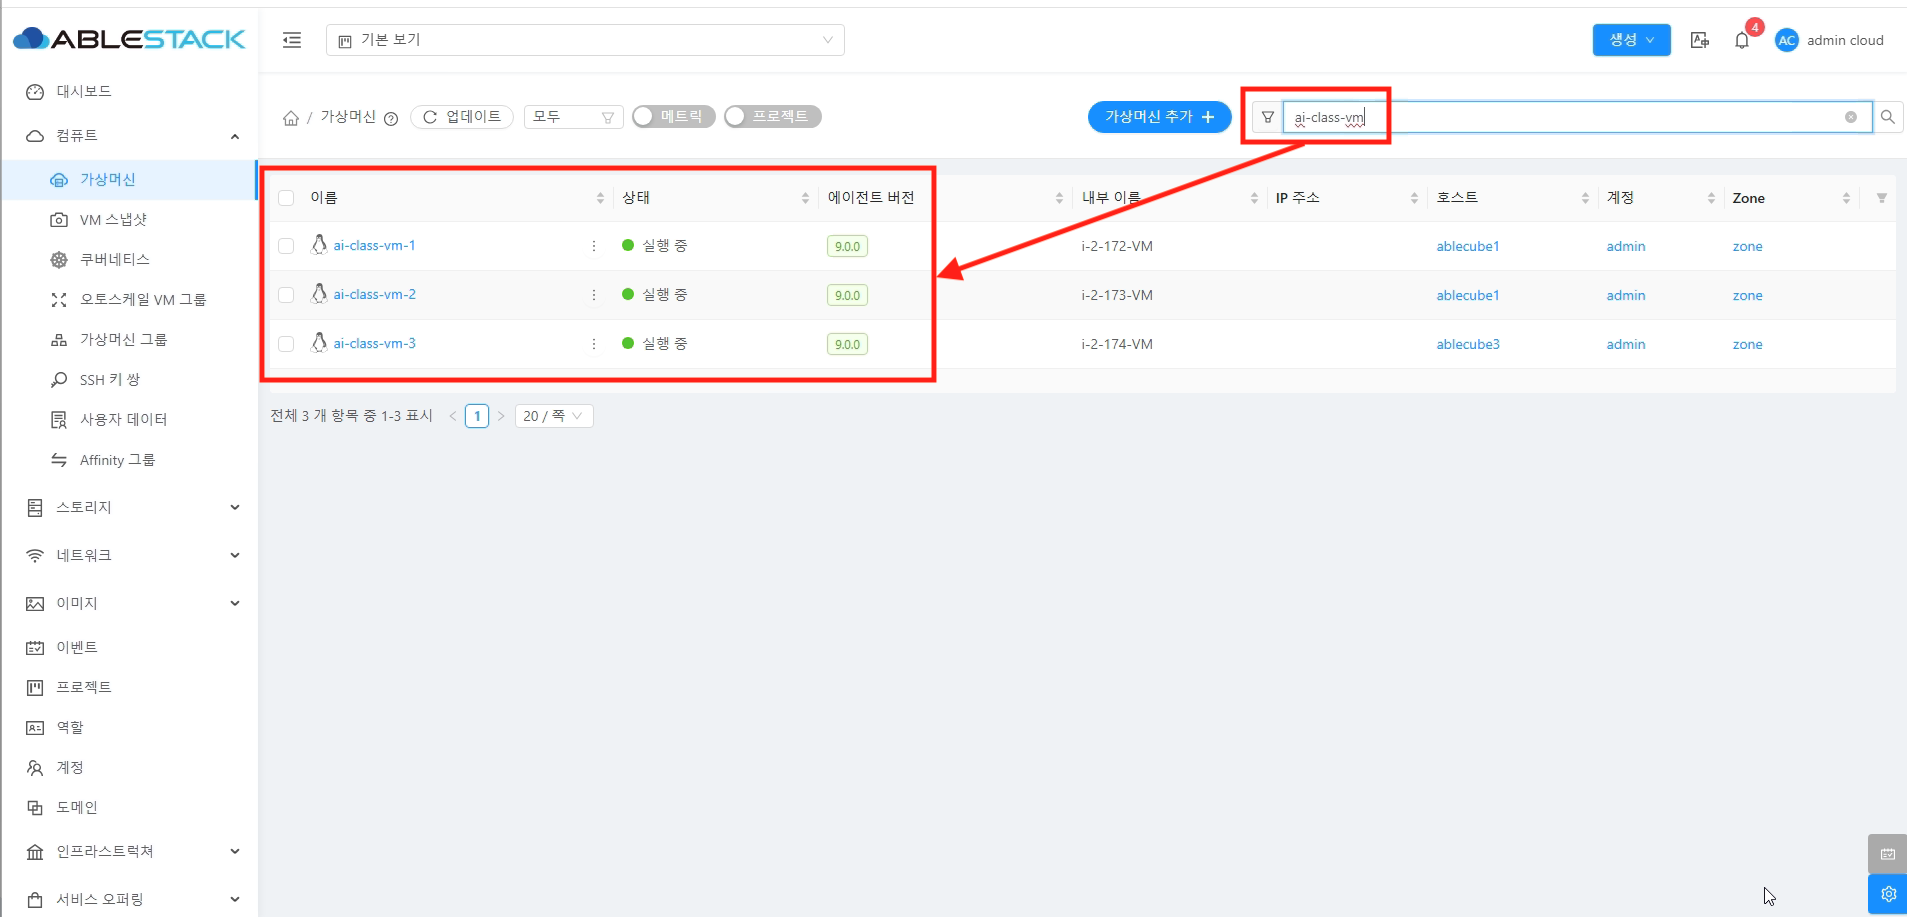 ABLESTACK
기본 보기
생성
4
AC
admin cloud
대시보드
컴퓨트
가상머신
VM 스냅샷
쿠버네티스
오토스케일 VM 그룹
가상머신 그룹
SSH 키 쌍
사용자 데이터
Affinity 그룹
스토리지
네트워크
이미지
이벤트
프로젝트
역할
계정
도메인
인프라스트럭쳐
서비스 오퍼링
/ 가상머신
업데이트
모두
메트릭
프로젝트
가상머신 추가 +
ai-class-vm
이름 상태 에이전트 버전 내부 이름 IP 주소 호스트 계정 Zone
ai-class-vm-1 실행 중 9.0.0 i-2-172-VM ablecube1 admin zone
ai-class-vm-2 실행 중 9.0.0 i-2-173-VM ablecube1 admin zone
ai-class-vm-3 실행 중 9.0.0 i-2-174-VM ablecube3 admin zone
전체 3 개 항목 중 1-3 표시 < 1 > 20 / 쪽